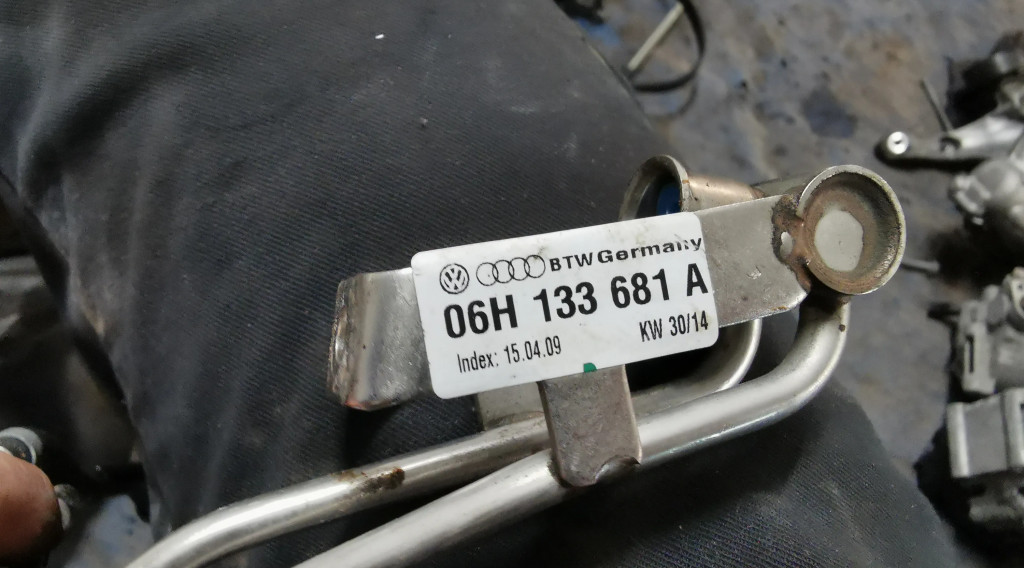 BTW Germany
06H 133 681 A
Index: 15.04.09 KW 30/14